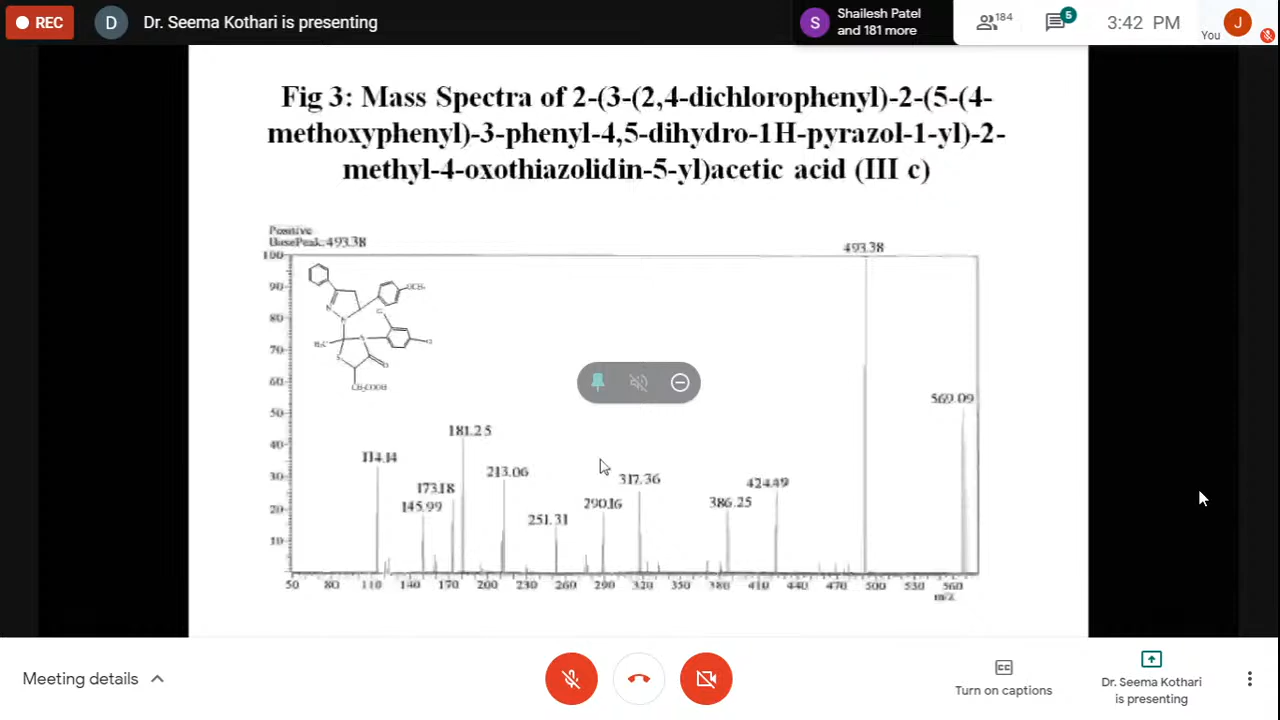 REC
D
Dr. Seema Kothari is presenting
S
Shailesh Patel
and 181 more
184
5
3:42 PM
You
J
Fig 3: Mass Spectra of 2-(3-(2,4-dichlorophenyl)-2-(5-(4-
methoxyphenyl)-3-phenyl-4,5-dihydro-1H-pyrazol-1-yl)-2-
methyl-4-oxothiazolidin-5-yl)acetic acid (III c)
Positive
BasePeak:493.38
493.38
100
90
80
70
60
50
40
30
20
10
OCH₃
N
N
Cl
H₃C
N
Cl
S
O
CH₂COOH
569.09
181.25
114.14
213.06
317.36
424.49
173.18
145.99
290.16
386.25
251.31
50 80 110 140 170 200 230 260 290 320 350 380 410 440 470 500 530 560
m/z
Meeting details
CC
Turn on captions
Dr. Seema Kothari
is presenting